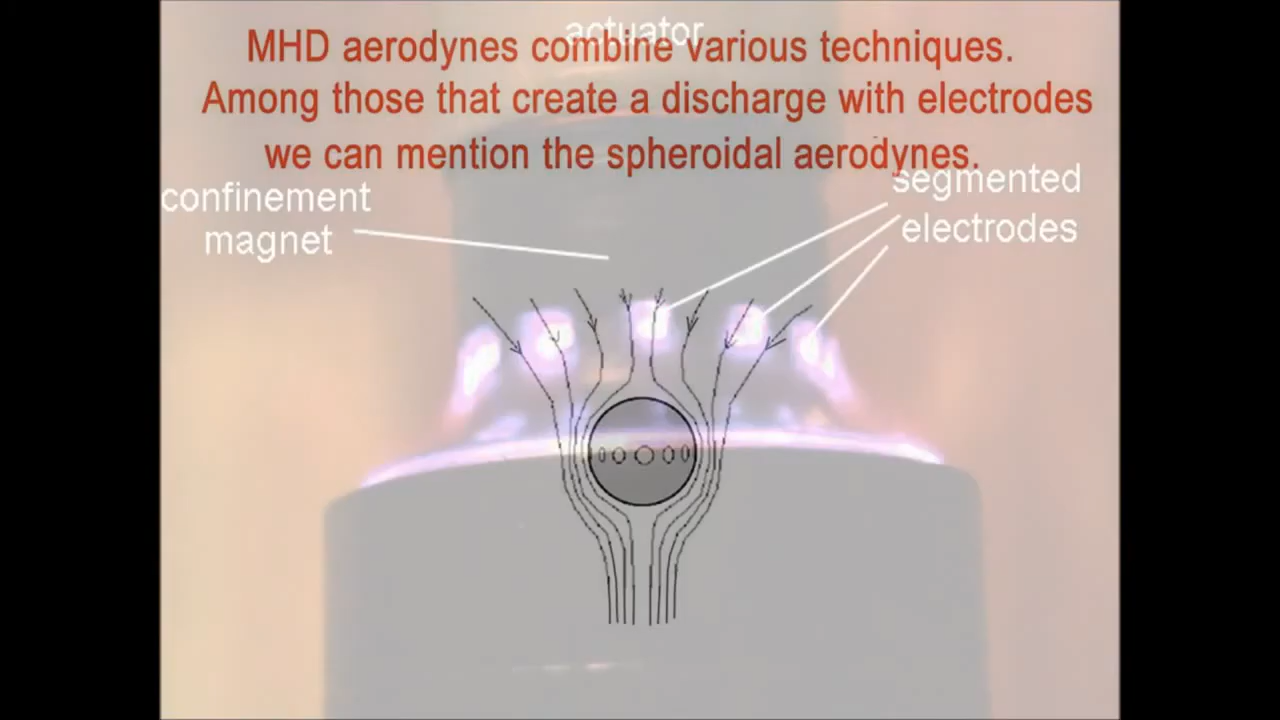 actuator
MHD aerodynes combine various techniques.
Among those that create a discharge with electrodes
we can mention the spheroidal aerodynes.
confinement
magnet
segmented
electrodes